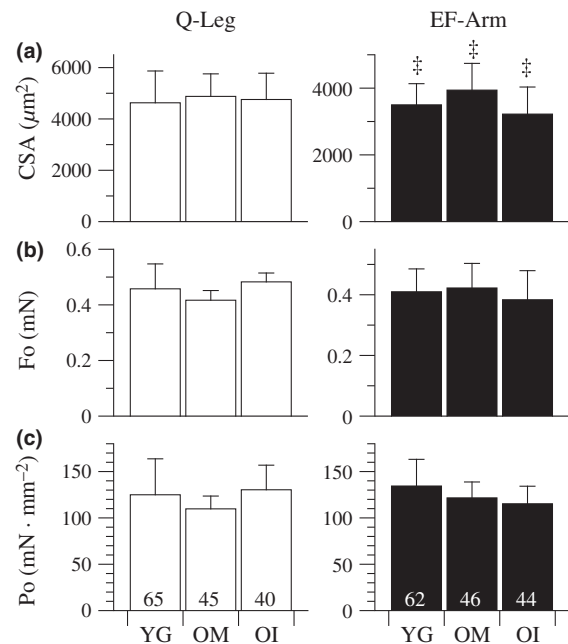 Q-Leg EF-Arm
(a)
CSA (µm²)
6000
4000
2000
0
4000
2000
0
‡ ‡ ‡
(b)
Fo (mN)
0.6
0.4
0.2
0
0.4
0.2
0
(c)
Po (mN · mm⁻²)
150
100
50
0
150
100
50
0
65 45 40 62 46 44
YG OM OI YG OM OI